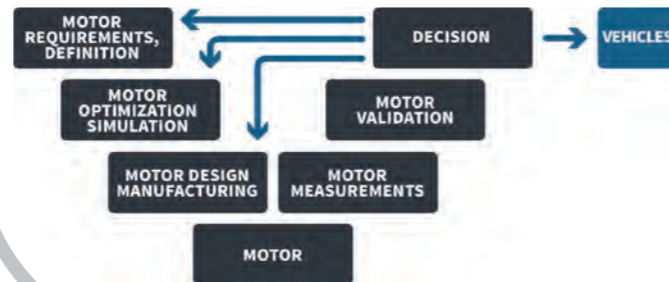 MOTOR
REQUIREMENTS,
DEFINITION
DECISION
VEHICLES
MOTOR
OPTIMIZATION
SIMULATION
MOTOR
VALIDATION
MOTOR DESIGN
MANUFACTURING
MOTOR
MEASUREMENTS
MOTOR